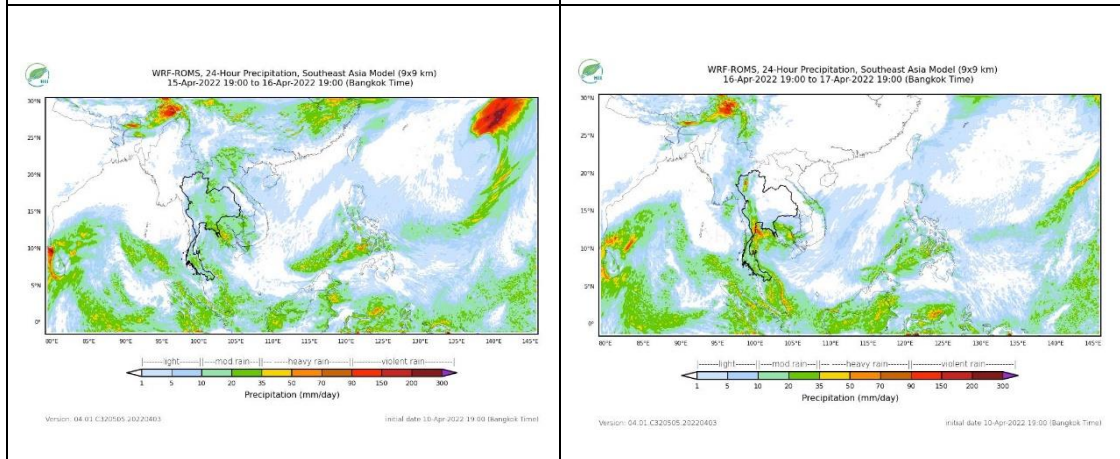 WRF-ROMS, 24-Hour Precipitation, Southeast Asia Model (9x9 km)
15-Apr-2022 19:00 to 16-Apr-2022 19:00 (Bangkok Time)
30°N
25°N
20°N
15°N
10°N
5°N
0°
80°E 85°E 90°E 95°E 100°E 105°E 110°E 115°E 120°E 125°E 130°E 135°E 140°E 145°E
|-------light-------||----mod rain---||--- -------heavy rain----------||----------violent rain----------|
1 5 10 20 35 50 70 90 150 200 300
Precipitation (mm/day)
Version: 04.01.C320505.20220403
initial date 10-Apr-2022 19:00 (Bangkok Time)
WRF-ROMS, 24-Hour Precipitation, Southeast Asia Model (9x9 km)
16-Apr-2022 19:00 to 17-Apr-2022 19:00 (Bangkok Time)
30°N
25°N
20°N
15°N
10°N
5°N
0°
80°E 85°E 90°E 95°E 100°E 105°E 110°E 115°E 120°E 125°E 130°E 135°E 140°E 145°E
|-------light-------||----mod rain---||--- -------heavy rain----------||----------violent rain----------|
1 5 10 20 35 50 70 90 150 200 300
Precipitation (mm/day)
Version: 04.01.C320505.20220403
initial date 10-Apr-2022 19:00 (Bangkok Time)